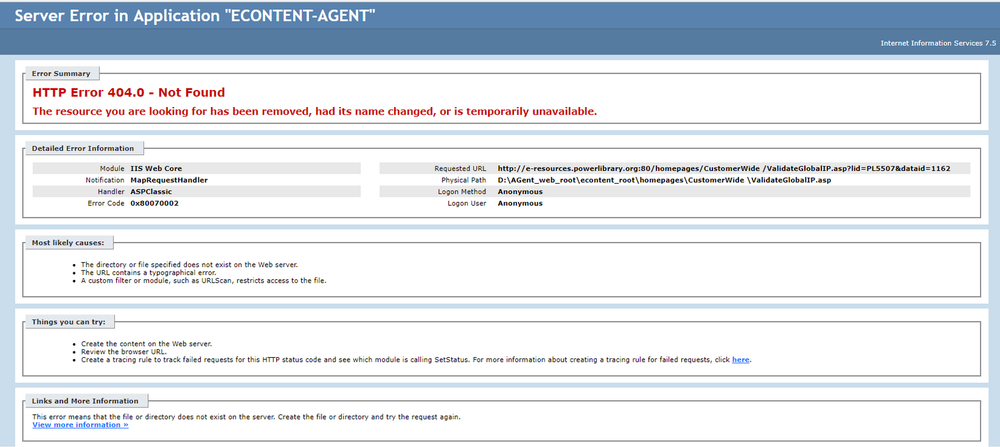 Server Error in Application "ECONTENT-AGENT"
Internet Information Services 7.5
Error Summary
HTTP Error 404.0 - Not Found
The resource you are looking for has been removed, had its name changed, or is temporarily unavailable.
Detailed Error Information
Module IIS Web Core
Notification MapRequestHandler
Handler ASPClassic
Error Code 0x80070002
Requested URL http://e-resources.powerlibrary.org:80/homepages/CustomerWide /ValidateGlobalIP.asp?lid=PL5507&dataid=1162
Physical Path D:\AGent_web_root\econtent_root\homepages\CustomerWide \ValidateGlobalIP.asp
Logon Method Anonymous
Logon User Anonymous
Most likely causes:
• The directory or file specified does not exist on the Web server.
• The URL contains a typographical error.
• A custom filter or module, such as URLScan, restricts access to the file.
Things you can try:
• Create the content on the Web server.
• Review the browser URL.
• Create a tracing rule to track failed requests for this HTTP status code and see which module is calling SetStatus. For more information about creating a tracing rule for failed requests, click here.
Links and More Information
This error means that the file or directory does not exist on the server. Create the file or directory and try the request again.
View more information »